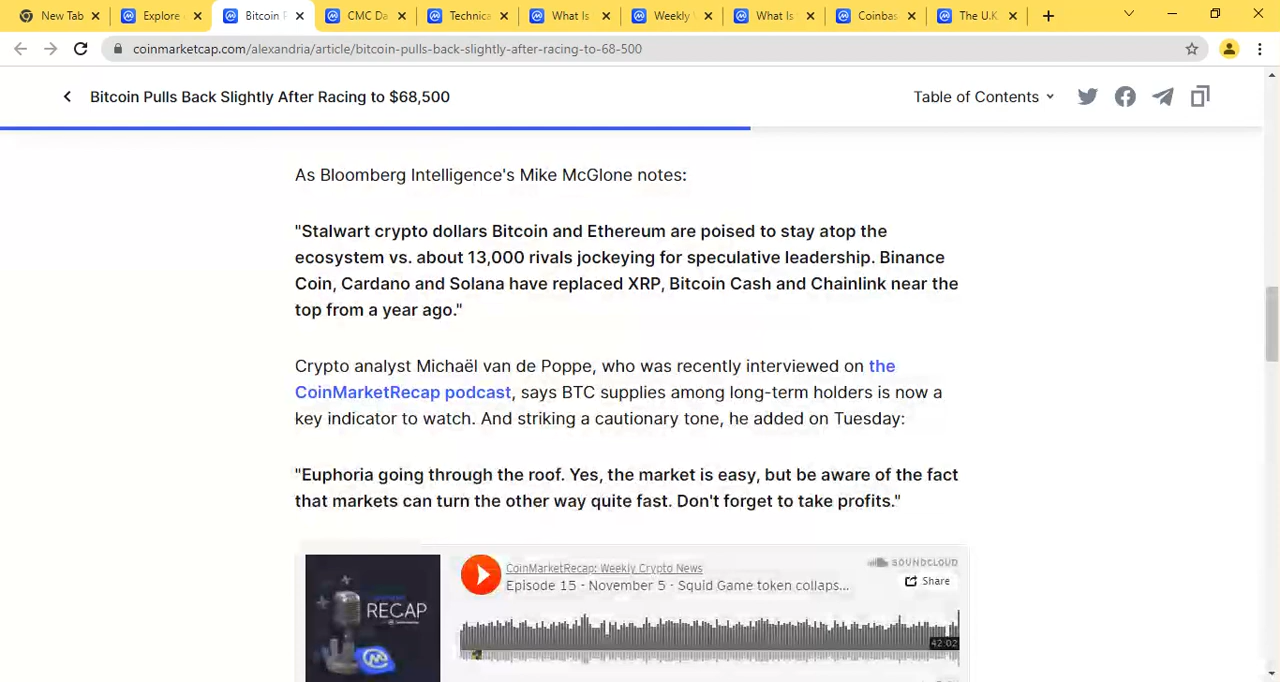 New Tab
Explore
Bitcoin P
CMC Da
Technica
What Is
Weekly
What Is
Coinbas
The U.K
coinmarketcap.com/alexandria/article/bitcoin-pulls-back-slightly-after-racing-to-68-500
Bitcoin Pulls Back Slightly After Racing to $68,500
Table of Contents
As Bloomberg Intelligence's Mike McGlone notes:
"Stalwart crypto dollars Bitcoin and Ethereum are poised to stay atop the
ecosystem vs. about 13,000 rivals jockeying for speculative leadership. Binance
Coin, Cardano and Solana have replaced XRP, Bitcoin Cash and Chainlink near the
top from a year ago."
Crypto analyst Michaël van de Poppe, who was recently interviewed on the
CoinMarketRecap podcast, says BTC supplies among long-term holders is now a
key indicator to watch. And striking a cautionary tone, he added on Tuesday:
"Euphoria going through the roof. Yes, the market is easy, but be aware of the fact
that markets can turn the other way quite fast. Don't forget to take profits."
CoinMarketRecap: Weekly Crypto News
SOUNDCLOUD
Episode 15 - November 5 - Squid Game token collaps...
Share
RECAP
42:02